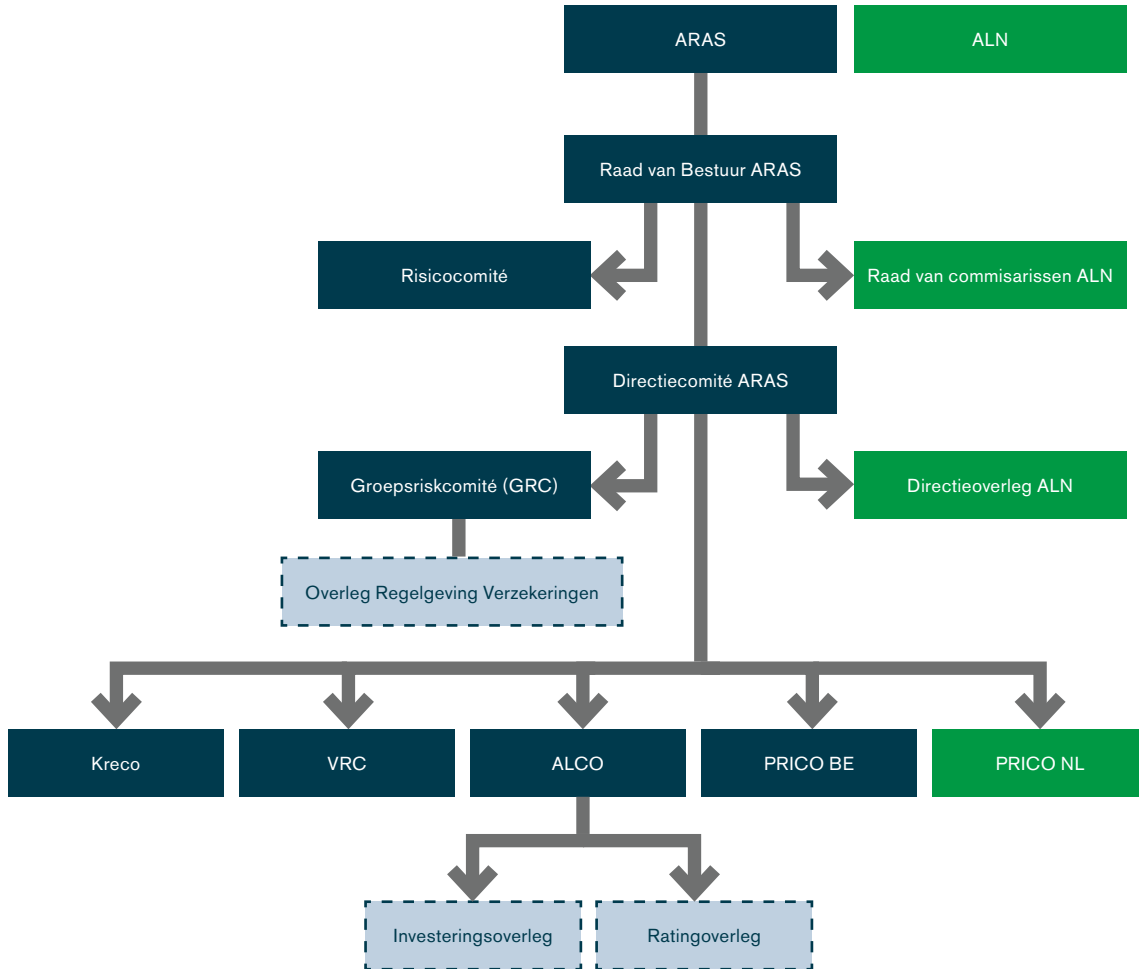 ARAS
ALN
Raad van Bestuur ARAS
Risicocomité
Raad van commisarissen ALN
Directiecomité ARAS
Groepsriskcomité (GRC)
Directieoverleg ALN
Overleg Regelgeving Verzekeringen
Kreco
VRC
ALCO
PRICO BE
PRICO NL
Investeringsoverleg
Ratingoverleg